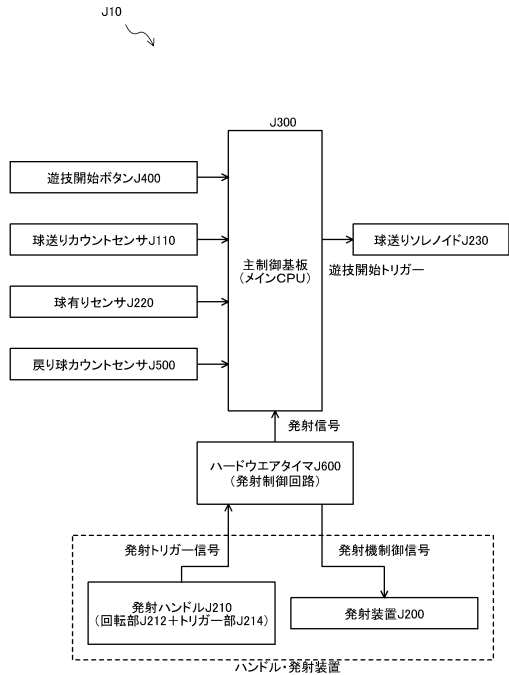 J10
J300
遊技開始ボタンJ400
球送りカウントセンサJ110
球有りセンサJ220
戻り球カウントセンサJ500
主制御基板
(メインCPU)
球送りソレノイドJ230
遊技開始トリガー
発射信号
ハードウエアタイマJ600
(発射制御回路)
発射トリガー信号
発射機制御信号
発射ハンドルJ210
(回転部J212+トリガー部J214)
発射装置J200
ハンドル・発射装置